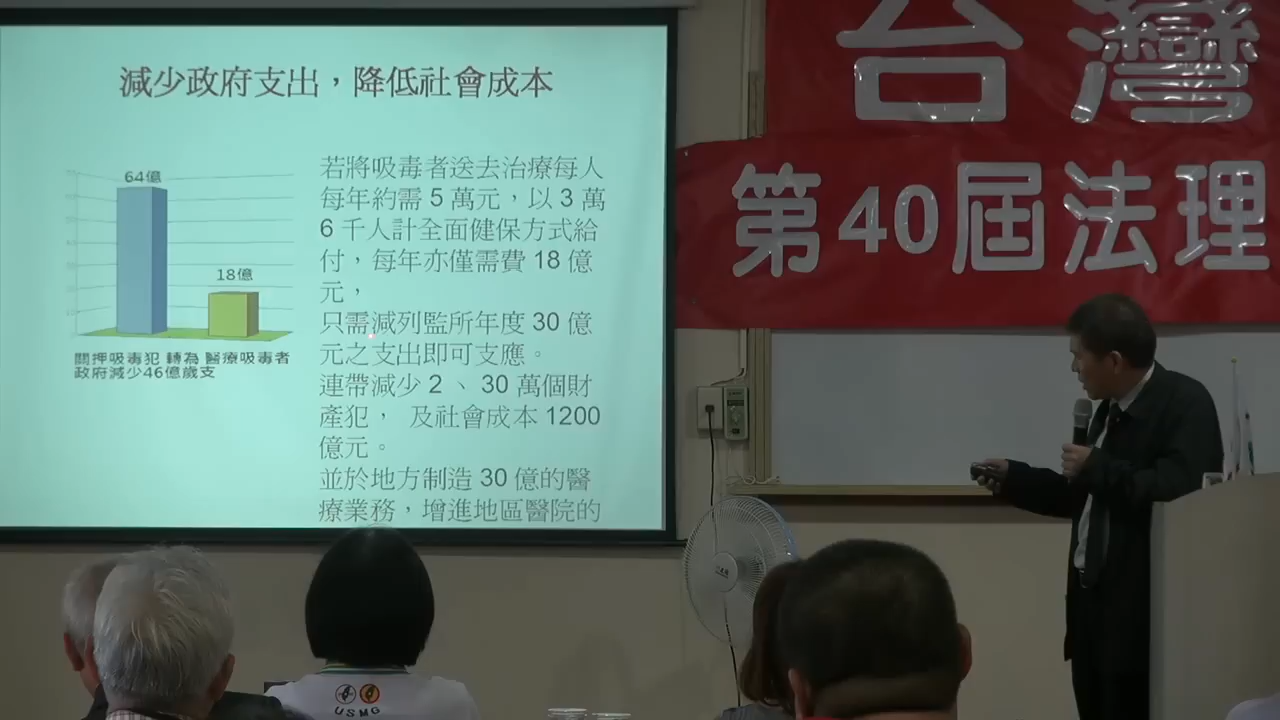 減少政府支出，降低社會成本
64億
18億
關押吸毒犯 轉為 醫療吸毒者
政府減少46億歲支
若將吸毒者送去治療每人
每年約需 5 萬元，以 3 萬
6 千人計全面健保方式給
付，每年亦僅需費 18 億
元，
只需減列監所年度 30 億
元之支出即可支應。
連帶減少 2 、 30 萬個財
產犯， 及社會成本 1200
億元。
並於地方制造 30 億的醫
療業務，增進地區醫院的
台灣
第40屆法理
USMG